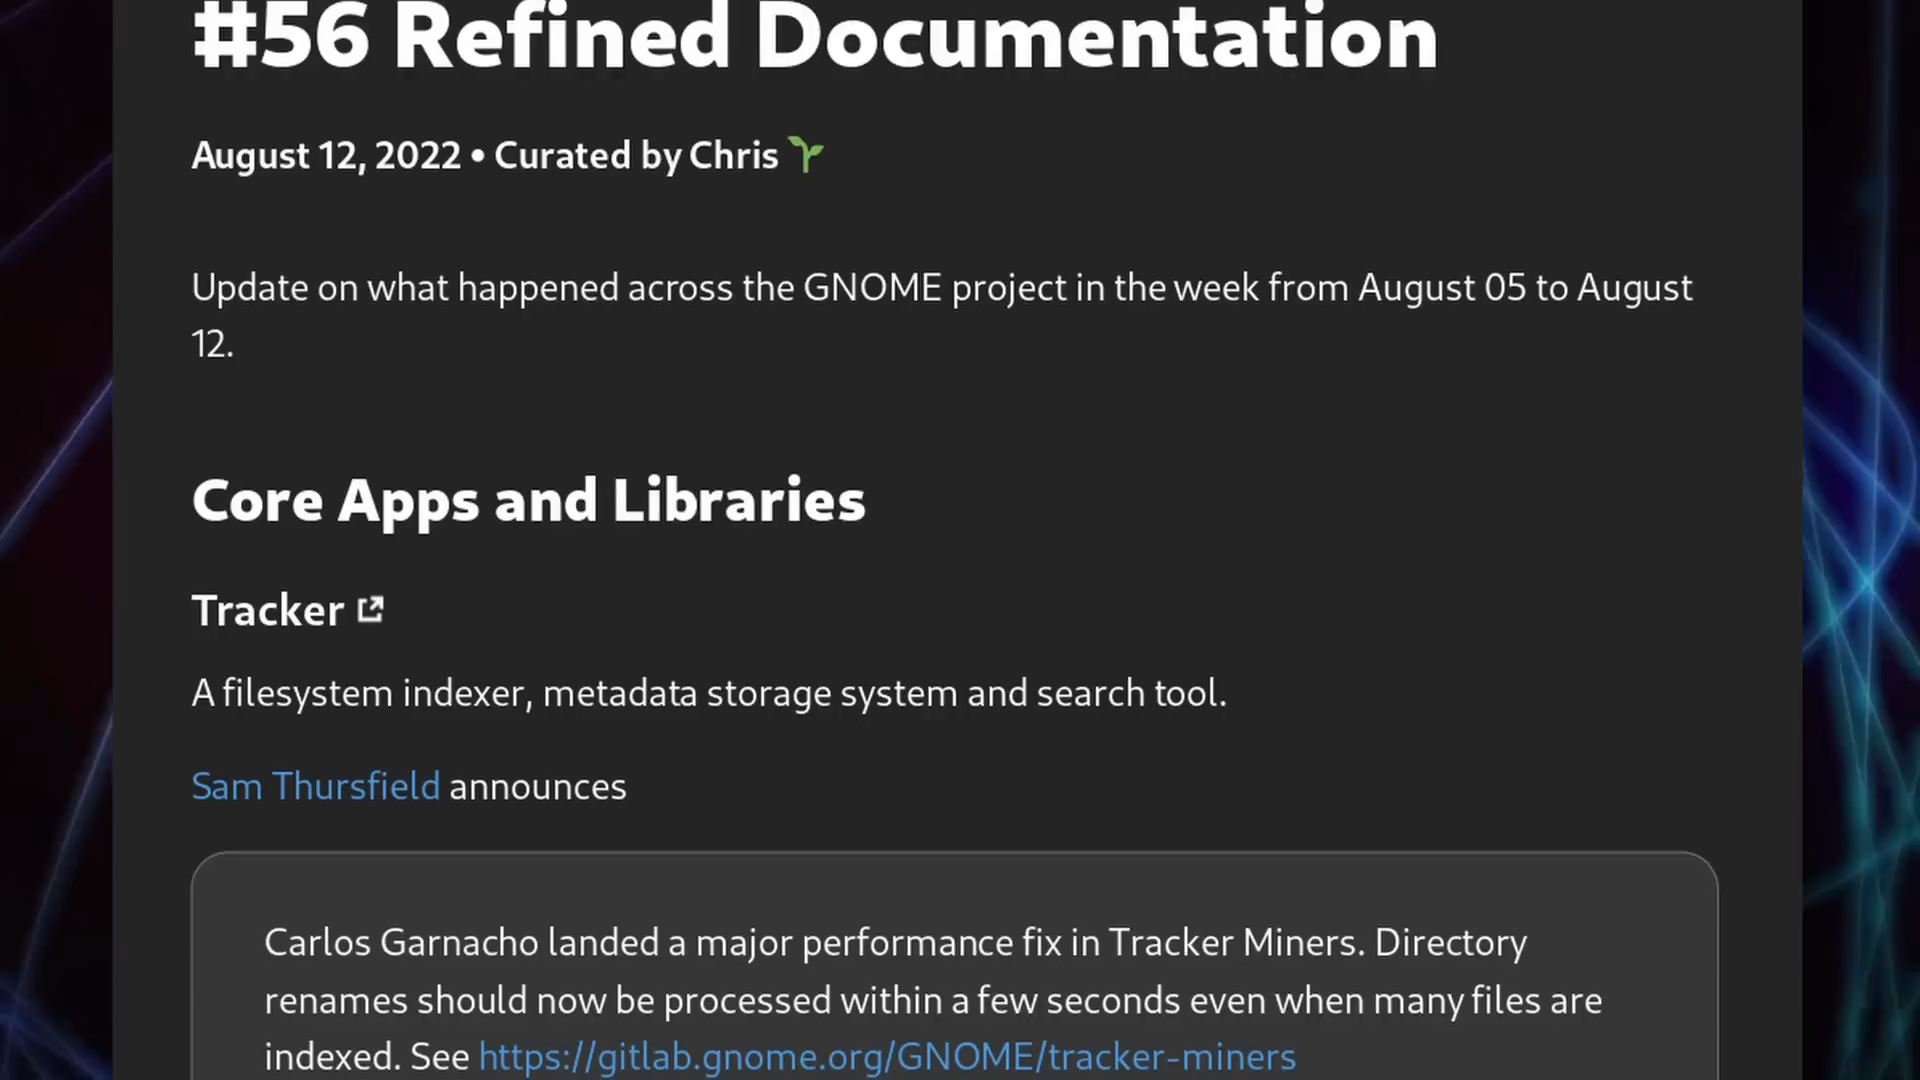 #56 Refined Documentation
August 12, 2022 • Curated by Chris 🌱
Update on what happened across the GNOME project in the week from August 05 to August
12.
Core Apps and Libraries
Tracker
A filesystem indexer, metadata storage system and search tool.
Sam Thursfield announces
Carlos Garnacho landed a major performance fix in Tracker Miners. Directory
renames should now be processed within a few seconds even when many files are
indexed. See https://gitlab.gnome.org/GNOME/tracker-miners